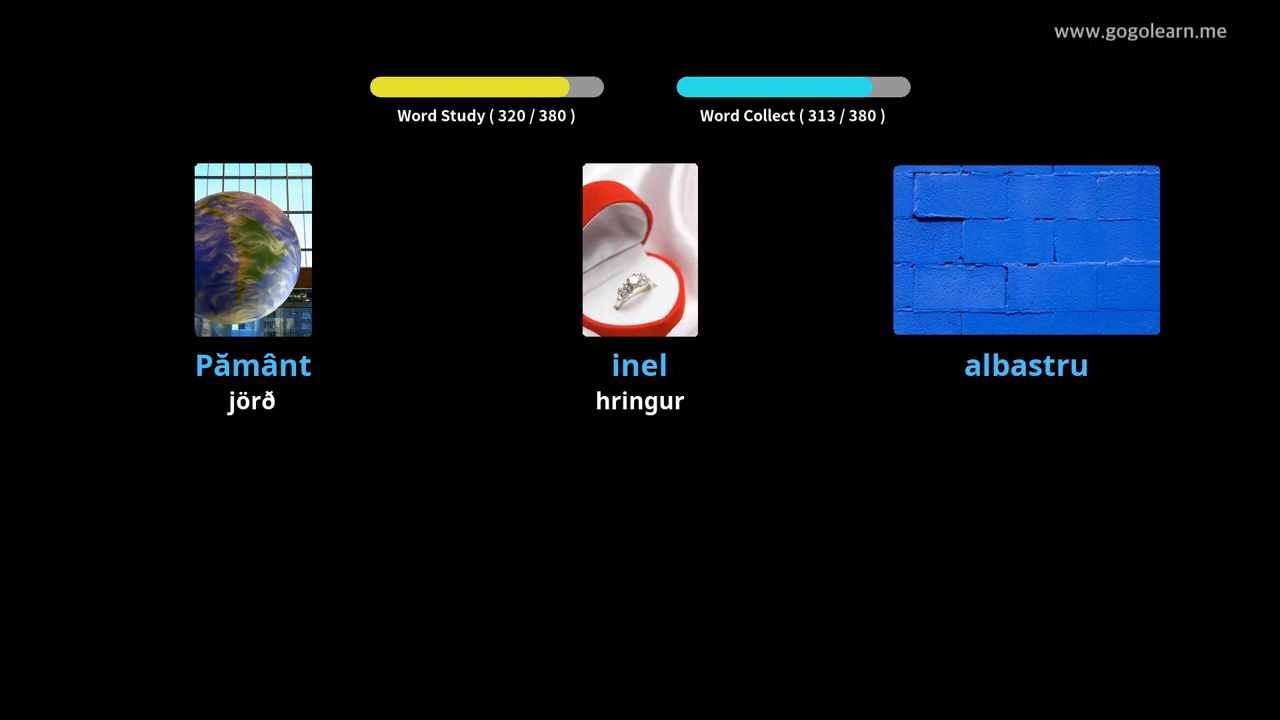 www.gogolearn.me
Word Study ( 320 / 380 )
Word Collect ( 313 / 380 )
Pământ
jörð
inel
hringur
albastru